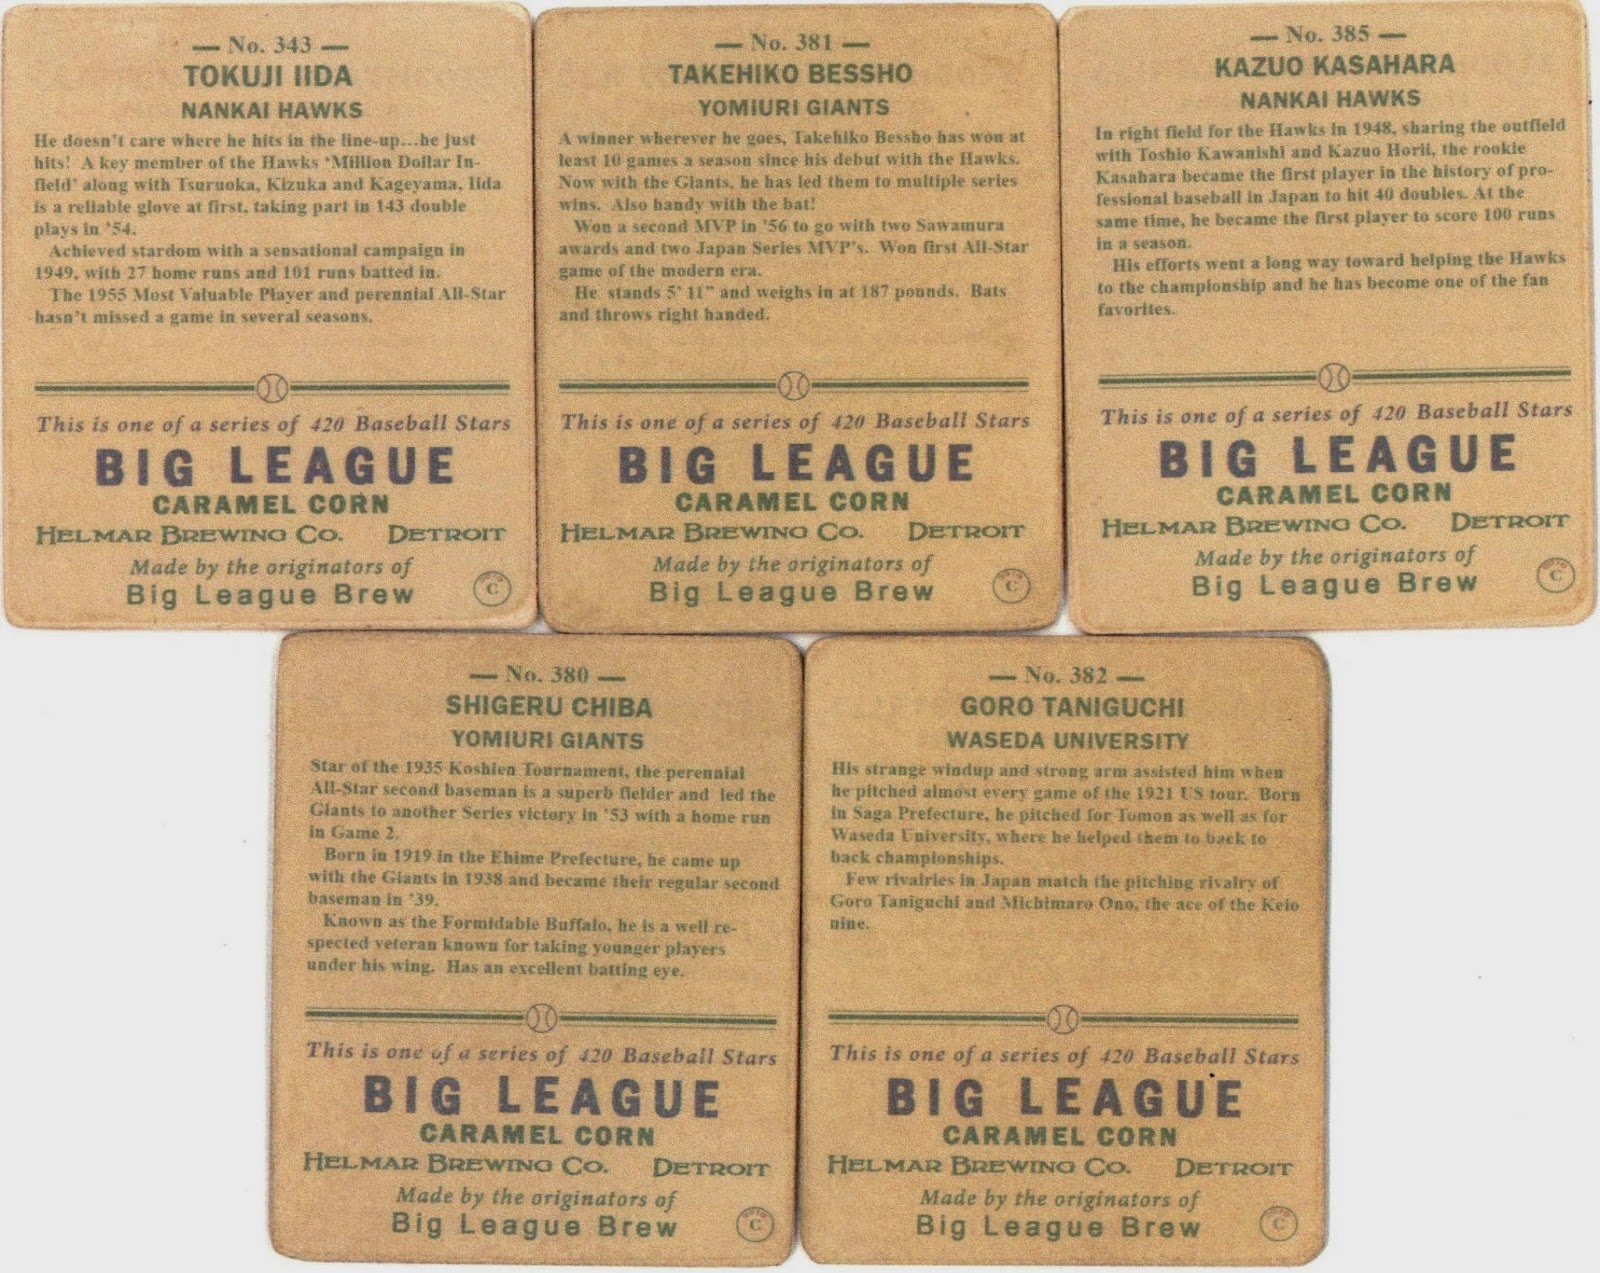 — No. 343 —
TOKUJI IIDA
NANKAI HAWKS
He doesn't care where he hits in the line-up...he just
hits! A key member of the Hawks 'Million Dollar In-
field' along with Tsuruoka, Kizuka and Kageyama, Iida
is a reliable glove at first, taking part in 143 double
plays in '54.
Achieved stardom with a sensational campaign in
1949, with 27 home runs and 101 runs batted in.
The 1955 Most Valuable Player and perennial All-Star
hasn't missed a game in several seasons.
This is one of a series of 420 Baseball Stars
BIG LEAGUE
CARAMEL CORN
HELMAR BREWING CO. DETROIT
Made by the originators of
Big League Brew
C
— No. 381 —
TAKEHIKO BESSHO
YOMIURI GIANTS
A winner wherever he goes, Takehiko Bessho has won at
least 10 games a season since his debut with the Hawks.
Now with the Giants, he has led them to multiple series
wins. Also handy with the bat!
Won a second MVP in '56 to go with two Sawamura
awards and two Japan Series MVP's. Won first All-Star
game of the modern era.
He stands 5' 11" and weighs in at 187 pounds. Bats
and throws right handed.
This is one of a series of 420 Baseball Stars
BIG LEAGUE
CARAMEL CORN
HELMAR BREWING CO. DETROIT
Made by the originators of
Big League Brew
C
— No. 385 —
KAZUO KASAHARA
NANKAI HAWKS
In right field for the Hawks in 1948, sharing the outfield
with Toshio Kawanishi and Kazuo Horii, the rookie
Kasahara became the first player in the history of pro-
fessional baseball in Japan to hit 40 doubles. At the
same time, he became the first player to score 100 runs
in a season.
His efforts went a long way toward helping the Hawks
to the championship and he has become one of the fan
favorites.
This is one of a series of 420 Baseball Stars
BIG LEAGUE
CARAMEL CORN
HELMAR BREWING CO. DETROIT
Made by the originators of
Big League Brew
C
— No. 380 —
SHIGERU CHIBA
YOMIURI GIANTS
Star of the 1935 Koshien Tournament, the perennial
All-Star second baseman is a superb fielder and led the
Giants to another Series victory in '53 with a home run
in Game 2.
Born in 1919 in the Ehime Prefecture, he came up
with the Giants in 1938 and became their regular second
baseman in '39.
Known as the Formidable Buffalo, he is a well re-
spected veteran known for taking younger players
under his wing. Has an excellent batting eye.
This is one of a series of 420 Baseball Stars
BIG LEAGUE
CARAMEL CORN
HELMAR BREWING CO. DETROIT
Made by the originators of
Big League Brew
C
— No. 382 —
GORO TANIGUCHI
WASEDA UNIVERSITY
His strange windup and strong arm assisted him when
he pitched almost every game of the 1921 US tour. Born
in Saga Prefecture, he pitched for Tomon as well as for
Waseda University, where he helped them to back to
back championships.
Few rivalries in Japan match the pitching rivalry of
Goro Taniguchi and Michimaro Ono, the ace of the Keio
nine.
This is one of a series of 420 Baseball Stars
BIG LEAGUE
CARAMEL CORN
HELMAR BREWING CO. DETROIT
Made by the originators of
Big League Brew
C